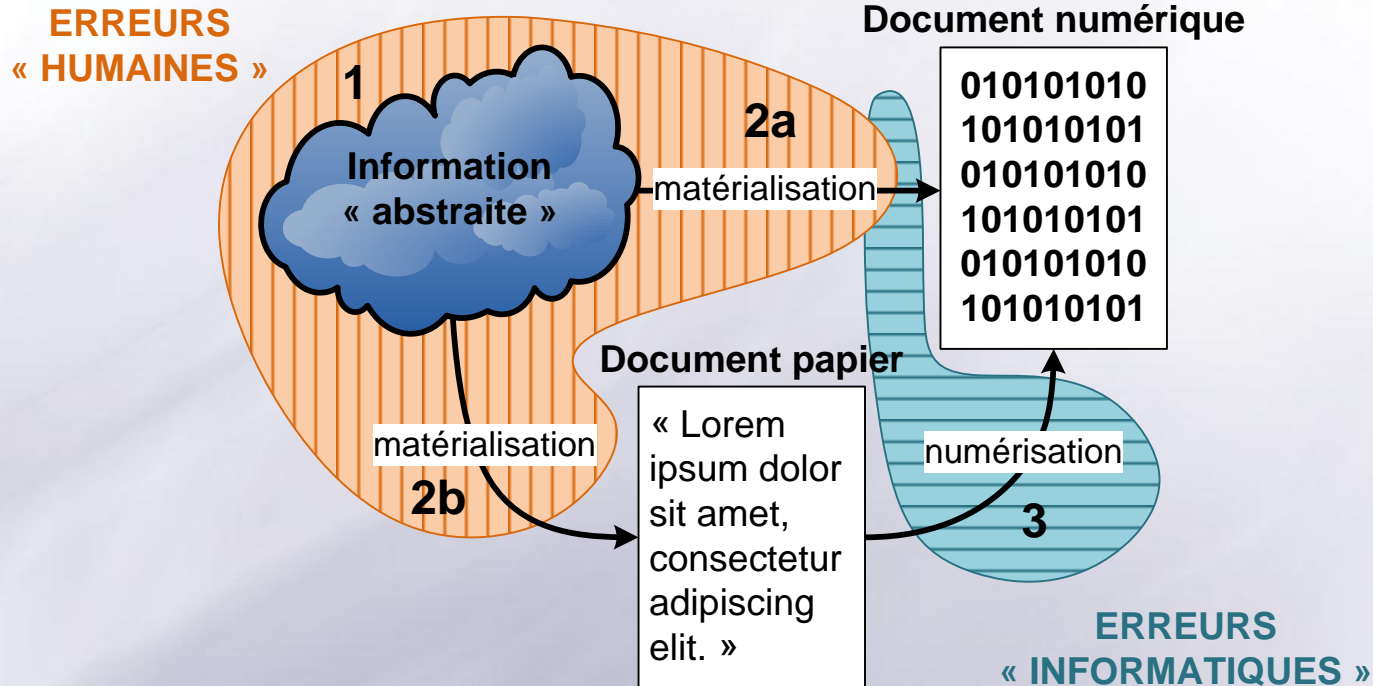 ERREURS
« HUMAINES »
Document numérique
1
2a
010101010
101010101
010101010
101010101
010101010
101010101
Information
« abstraite »
matérialisation
Document papier
matérialisation
2b
« Lorem
ipsum dolor
sit amet,
consectetur
adipiscing
elit. »
numérisation
3
ERREURS
« INFORMATIQUES »